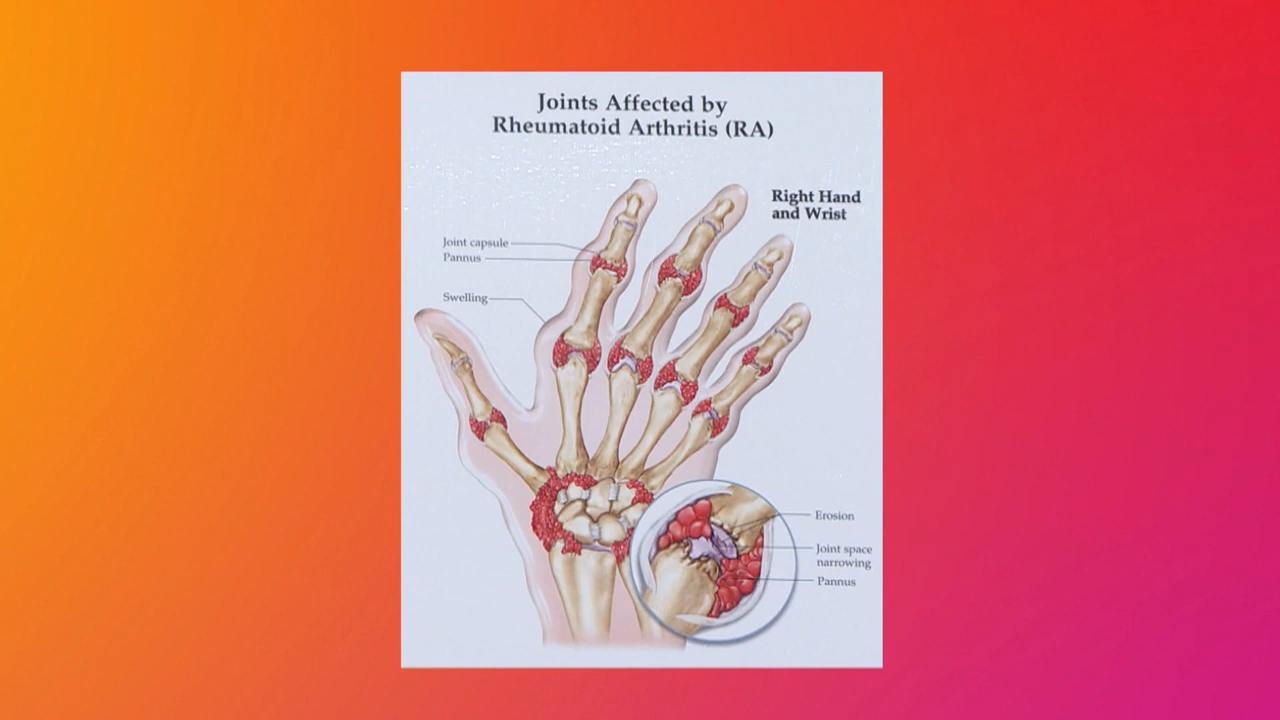 Joints Affected by
Rheumatoid Arthritis (RA)
Right Hand
and Wrist
Joint capsule
Pannus
Swelling
Erosion
Joint space
narrowing
Pannus